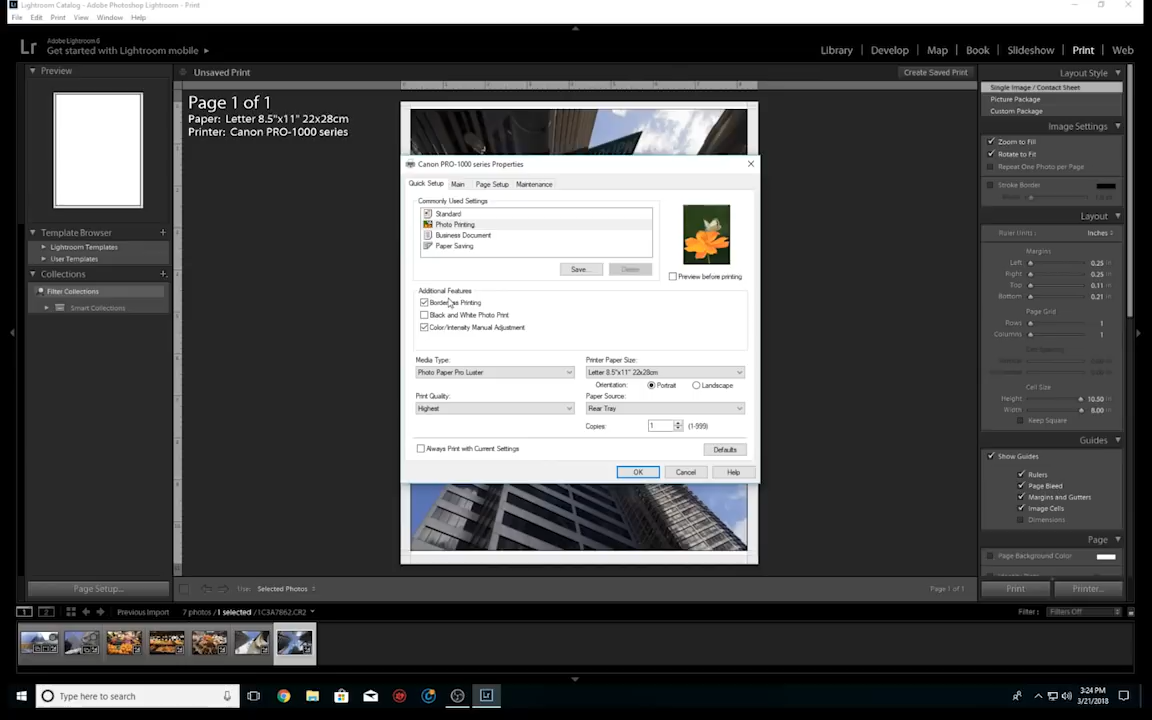 Lightroom Catalog - Adobe Photoshop Lightroom - Print
File Edit Print View Window Help
Lr
Adobe Lightroom 6
Get started with Lightroom mobile
Library Develop Map Book Slideshow Print Web
Preview
Unsaved Print
Create Saved Print
Layout Style
Page 1 of 1
Paper: Letter 8.5"x11" 22x28cm
Printer: Canon PRO-1000 series
Single Image / Contact Sheet
Picture Package
Custom Package
Image Settings
Zoom to Fill
Rotate to Fit
Repeat One Photo per Page
Stroke Border
Layout
Ruler Units: Inches
Margins
Left 0.25
Right 0.25
Top 0.11
Bottom 0.21
Page Grid
Rows 1
Columns 1
Cell Size
Height 10.50
Width 8.00
Keep Square
Guides
Show Guides
Rulers
Page Bleed
Margins and Gutters
Image Cells
Dimensions
Page
Page Background Color
Print Printer...
Template Browser
Lightroom Templates
User Templates
Collections
Filter Collections
Smart Collections
Page Setup...
Canon PRO-1000 series Properties
Quick Setup Main Page Setup Maintenance
Commonly Used Settings
Standard
Photo Printing
Business Document
Paper Saving
Save... Delete
Preview before printing
Additional Features
Borderless Printing
Black and White Photo Print
Color/Intensity Manual Adjustment
Media Type:
Photo Paper Pro Luster
Printer Paper Size:
Letter 8.5"x11" 22x28cm
Orientation: Portrait Landscape
Print Quality:
Highest
Paper Source:
Rear Tray
Copies: 1 (1-999)
Always Print with Current Settings
Defaults
OK Cancel Help
Use: Selected Photos
Page 1 of 1
1 2 Previous Import 7 photos / 1 selected / 1C3A7862.CR2
Filter: Filters Off
Type here to search
Lr
3:24 PM
3/21/2018